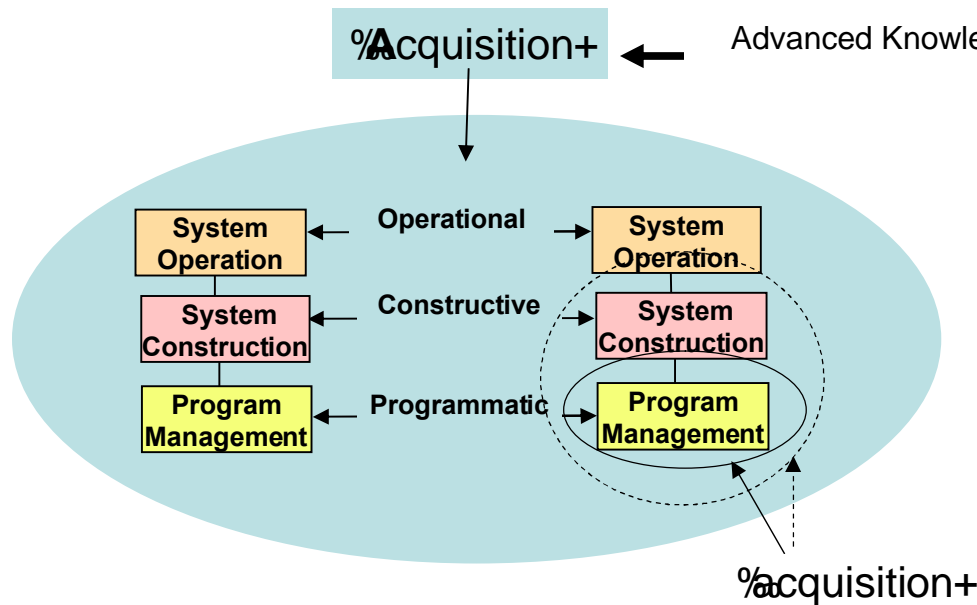 ‰Acquisition+
Advanced Knowle
System
Operation
Operational
System
Operation
System
Construction
Constructive
System
Construction
Program
Management
Programmatic
Program
Management
‰acquisition+